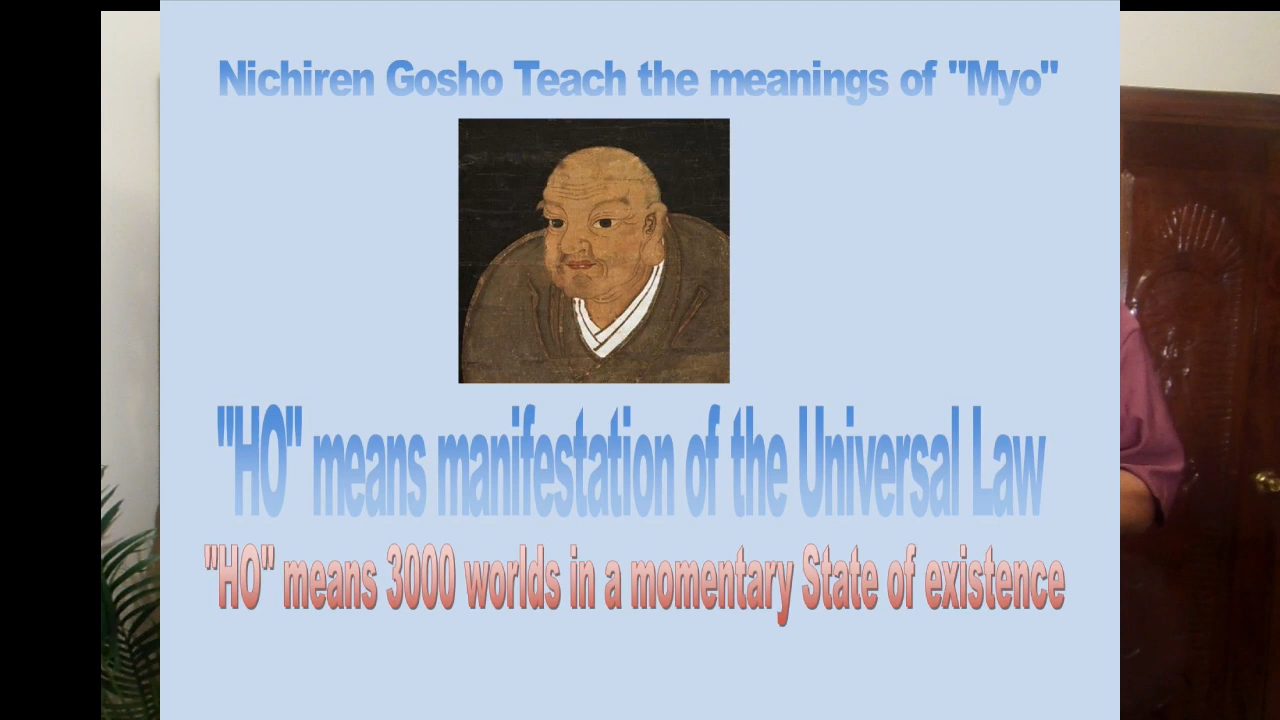 Nichiren Gosho Teach the meanings of "Myo"
"HO" means manifestation of the Universal Law
"HO" means 3000 worlds in a momentary State of existence